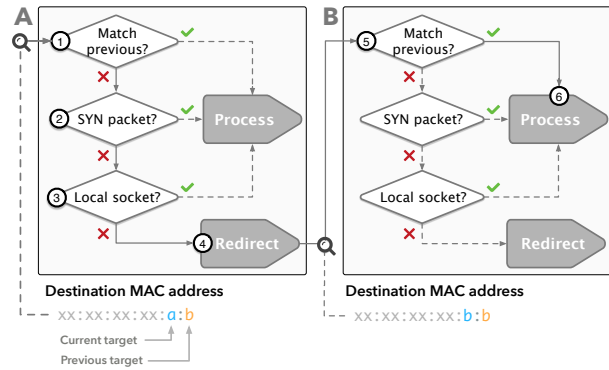 A
1
Match previous?
2
SYN packet?
Process
3
Local socket?
4
Redirect
Destination MAC address
xx:xx:xx:xx:a:b
Current target
Previous target
B
5
Match previous?
6
SYN packet?
Process
Local socket?
Redirect
Destination MAC address
xx:xx:xx:xx:b:b